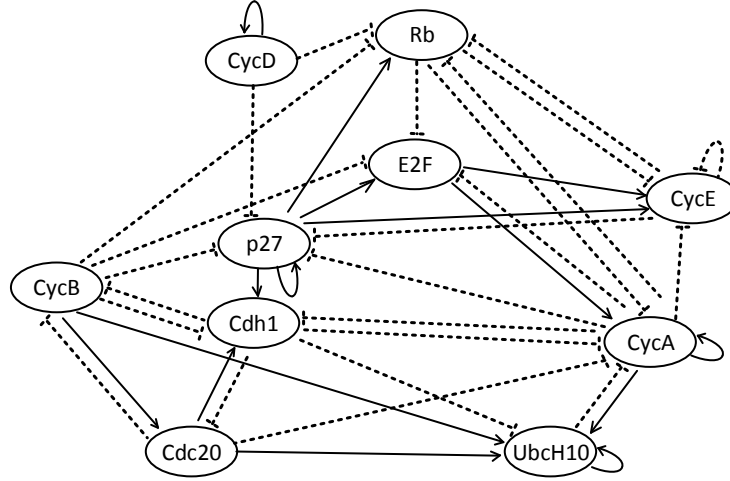 Rb
CycD
E2F
CycE
p27
CycB
Cdh1
CycA
Cdc20
UbcH10